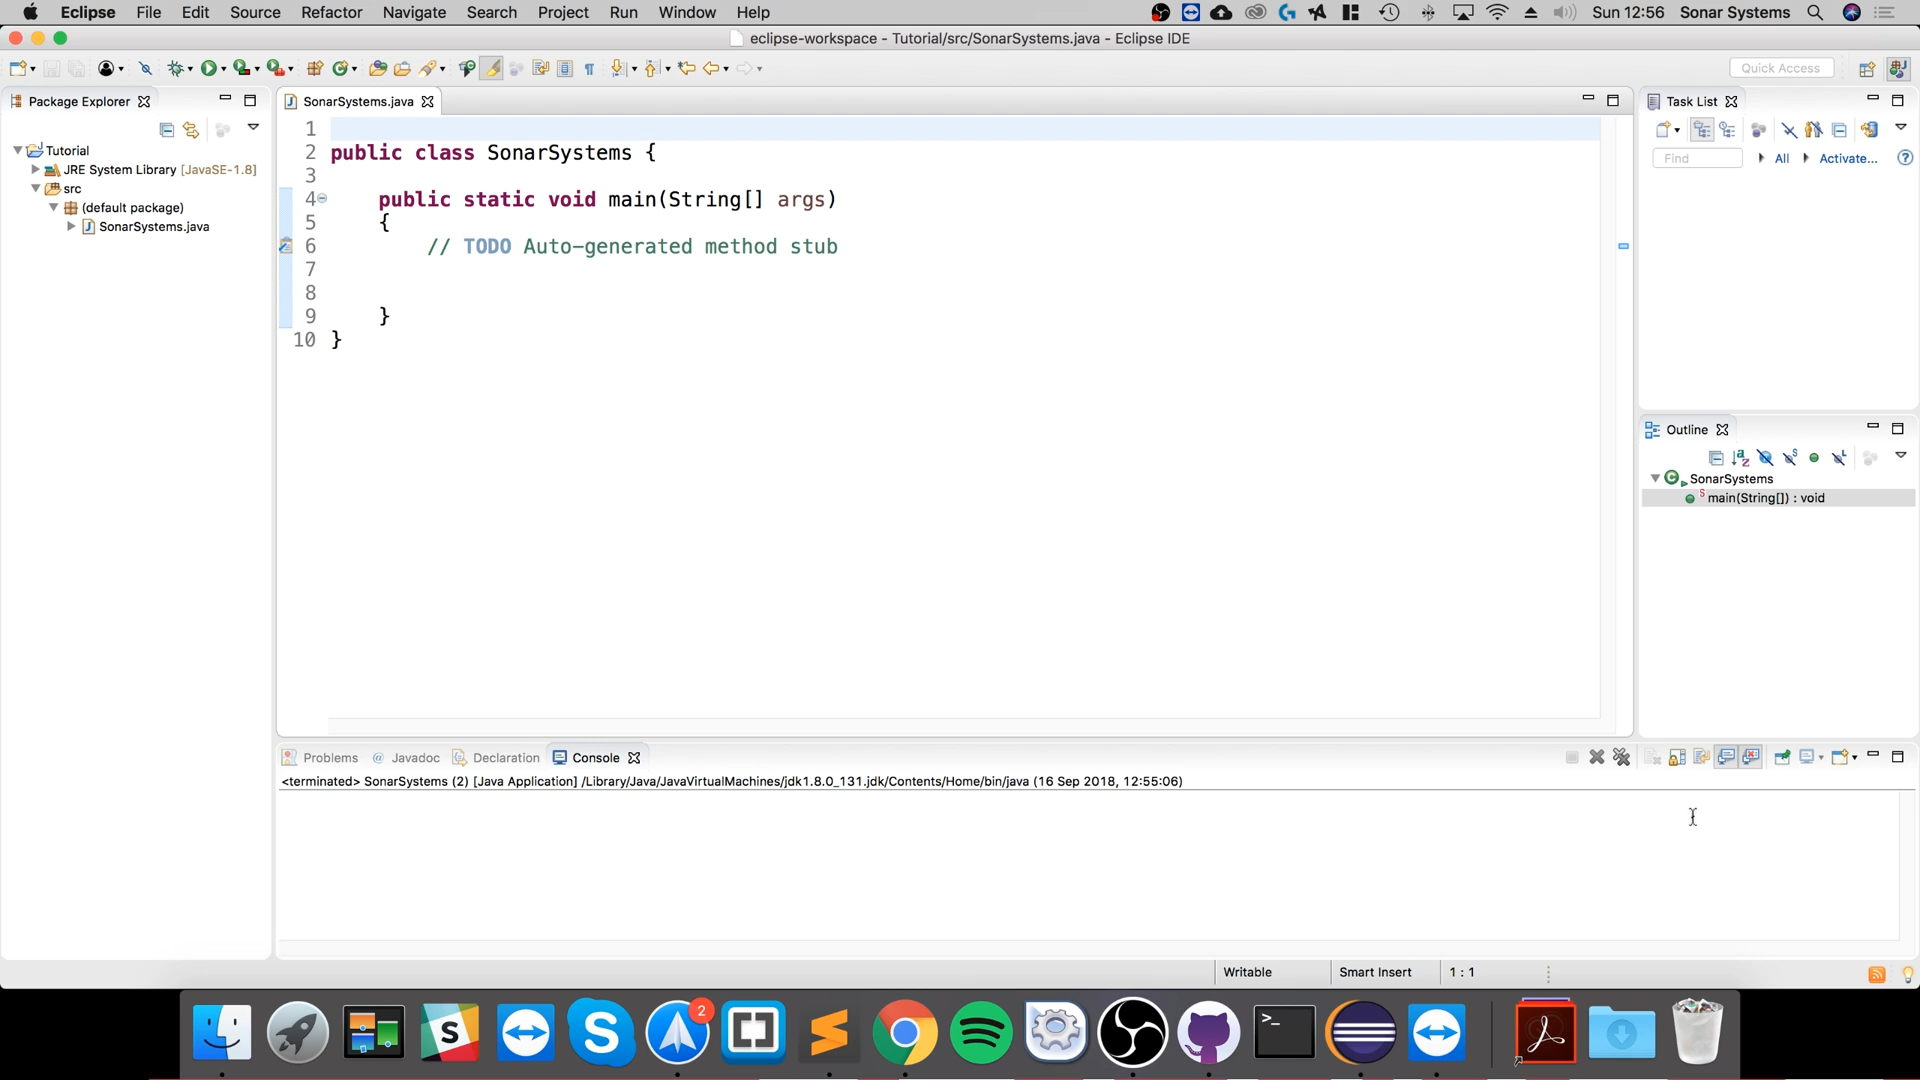 Eclipse File Edit Source Refactor Navigate Search Project Run Window Help Sun 12:56 Sonar Systems
eclipse-workspace - Tutorial/src/SonarSystems.java - Eclipse IDE
Quick Access
Package Explorer
Tutorial
JRE System Library [JavaSE-1.8]
src
(default package)
SonarSystems.java
SonarSystems.java
1
2 public class SonarSystems {
3
4 public static void main(String[] args)
5 {
6 // TODO Auto-generated method stub
7
8
9 }
10 }
Task List
Find All Activate...
Outline
SonarSystems
main(String[]) : void
Problems @ Javadoc Declaration Console
<terminated> SonarSystems (2) [Java Application] /Library/Java/JavaVirtualMachines/jdk1.8.0_131.jdk/Contents/Home/bin/java (16 Sep 2018, 12:55:06)
Writable Smart Insert 1 : 1
S S 2 >_